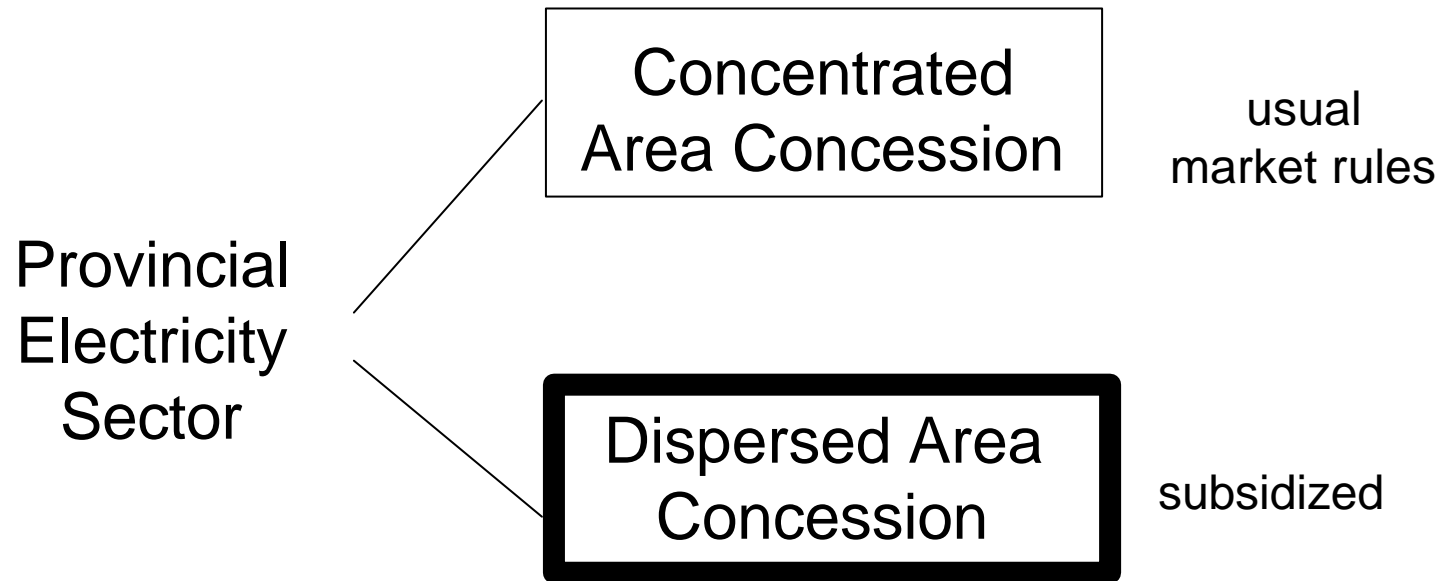 Provincial
Electricity
Sector
Concentrated
Area Concession
usual
market rules
Dispersed Area
Concession
subsidized